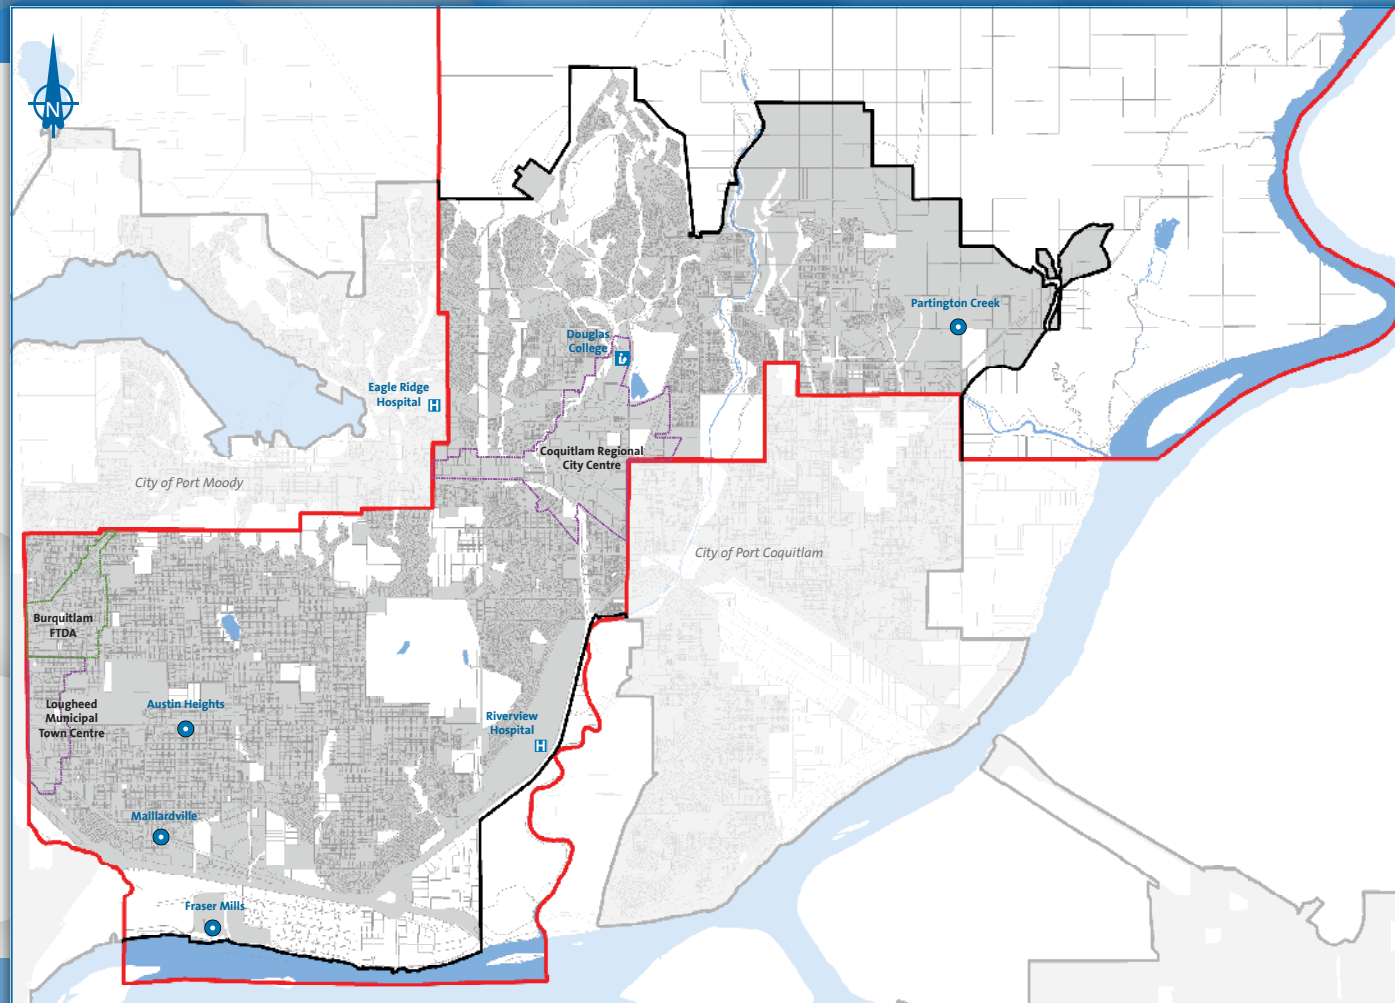 N
Partington Creek
Douglas
College
Eagle Ridge
Hospital
H
Coquitlam Regional
City Centre
City of Port Moody
City of Port Coquitlam
Burquitlam
FTDA
Lougheed
Municipal
Town Centre
Austin Heights
Riverview
Hospital
H
Maillardville
Fraser Mills